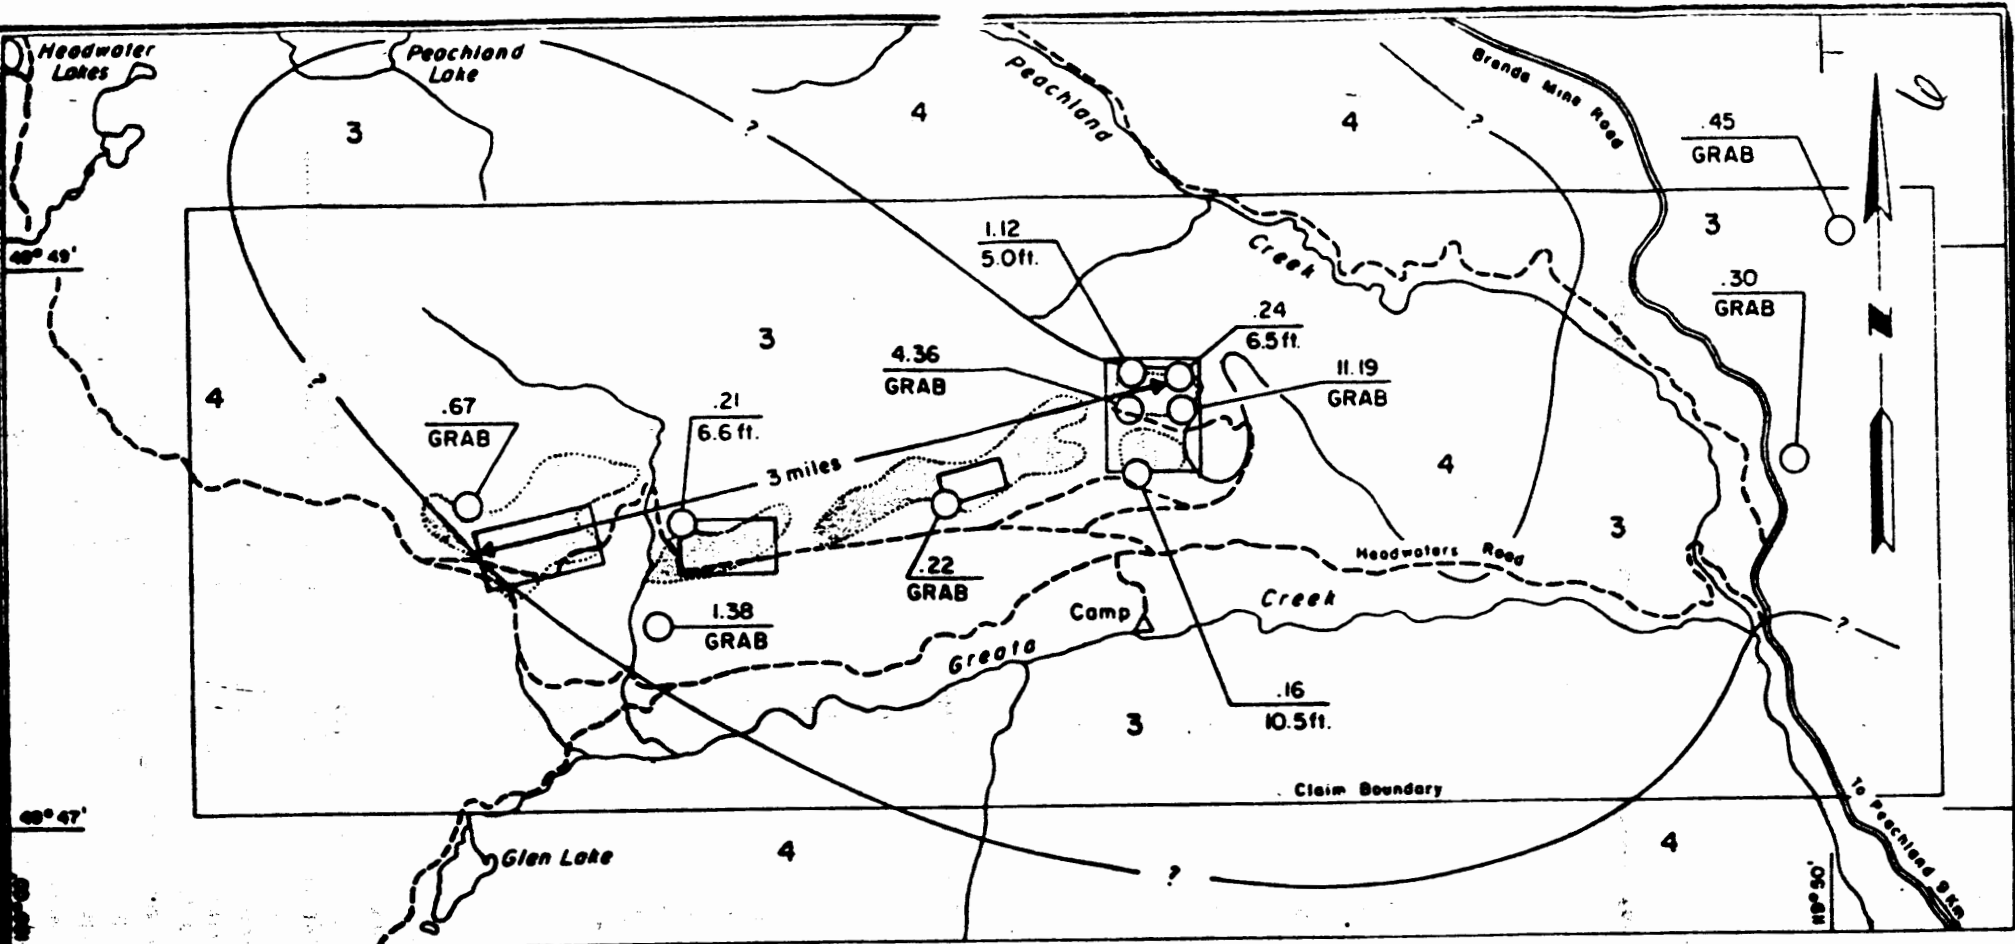 Headwater
Lakes
Peachland
Lake
3
?
4
Peachland
Creek
4
?
Brenda Mine Road
.45
GRAB
3
.30
GRAB
N
49° 49'
4
?
3
1.12
5.0ft.
.24
6.5ft.
4.36
GRAB
11.19
GRAB
.67
GRAB
.21
6.6ft.
3 miles
4
3
.22
GRAB
1.38
GRAB
Headwaters Road
Camp
Greata
Creek
.16
10.5ft.
3
?
Claim Boundary
49° 47'
Glen Lake
4
?
4
119° 50'
To Peachland 9 Km